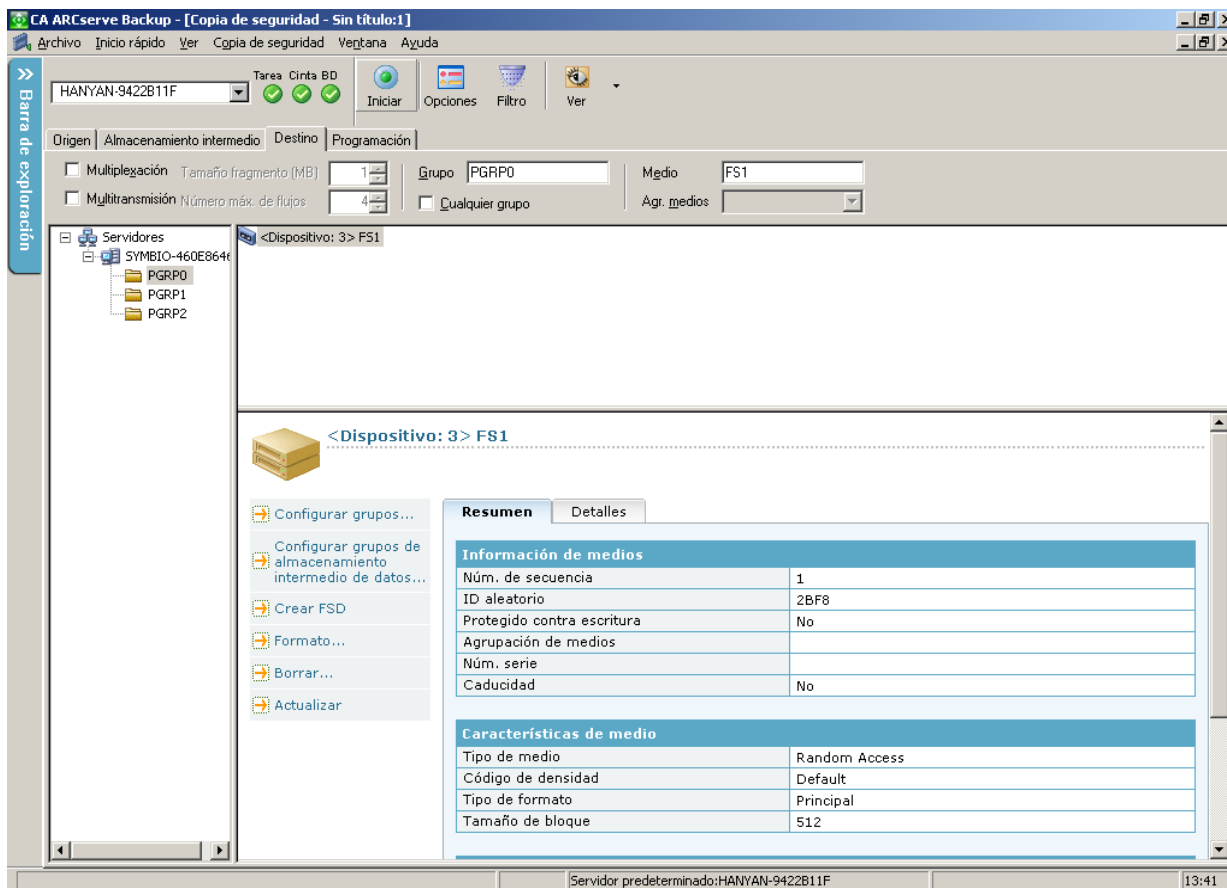 CA ARCserve Backup - [Copia de seguridad - Sin título:1]
Archivo Inicio rápido Ver Copia de seguridad Ventana Ayuda
Barra de exploración
HANYAN-9422B11F
Tarea Cinta BD
Iniciar
Opciones
Filtro
Ver
Origen Almacenamiento intermedio Destino Programación
Multiplexación Tamaño fragmento (MB) 1 Grupo PGRP0 Medio FS1
Multitransmisión Número máx. de flujos 4 Cualquier grupo Agr. medios
Servidores
SYMBIO-460E864
PGRP0
PGRP1
PGRP2
<Dispositivo: 3> FS1
<Dispositivo: 3> FS1
Configurar grupos...
Configurar grupos de
almacenamiento
intermedio de datos...
Crear FSD
Formato...
Borrar...
Actualizar
Resumen Detalles
Información de medios
Núm. de secuencia 1
ID aleatorio 2BF8
Protegido contra escritura No
Agrupación de medios
Núm. serie
Caducidad No
Características de medio
Tipo de medio Random Access
Código de densidad Default
Tipo de formato Principal
Tamaño de bloque 512
Servidor predeterminado:HANYAN-9422B11F 13:41